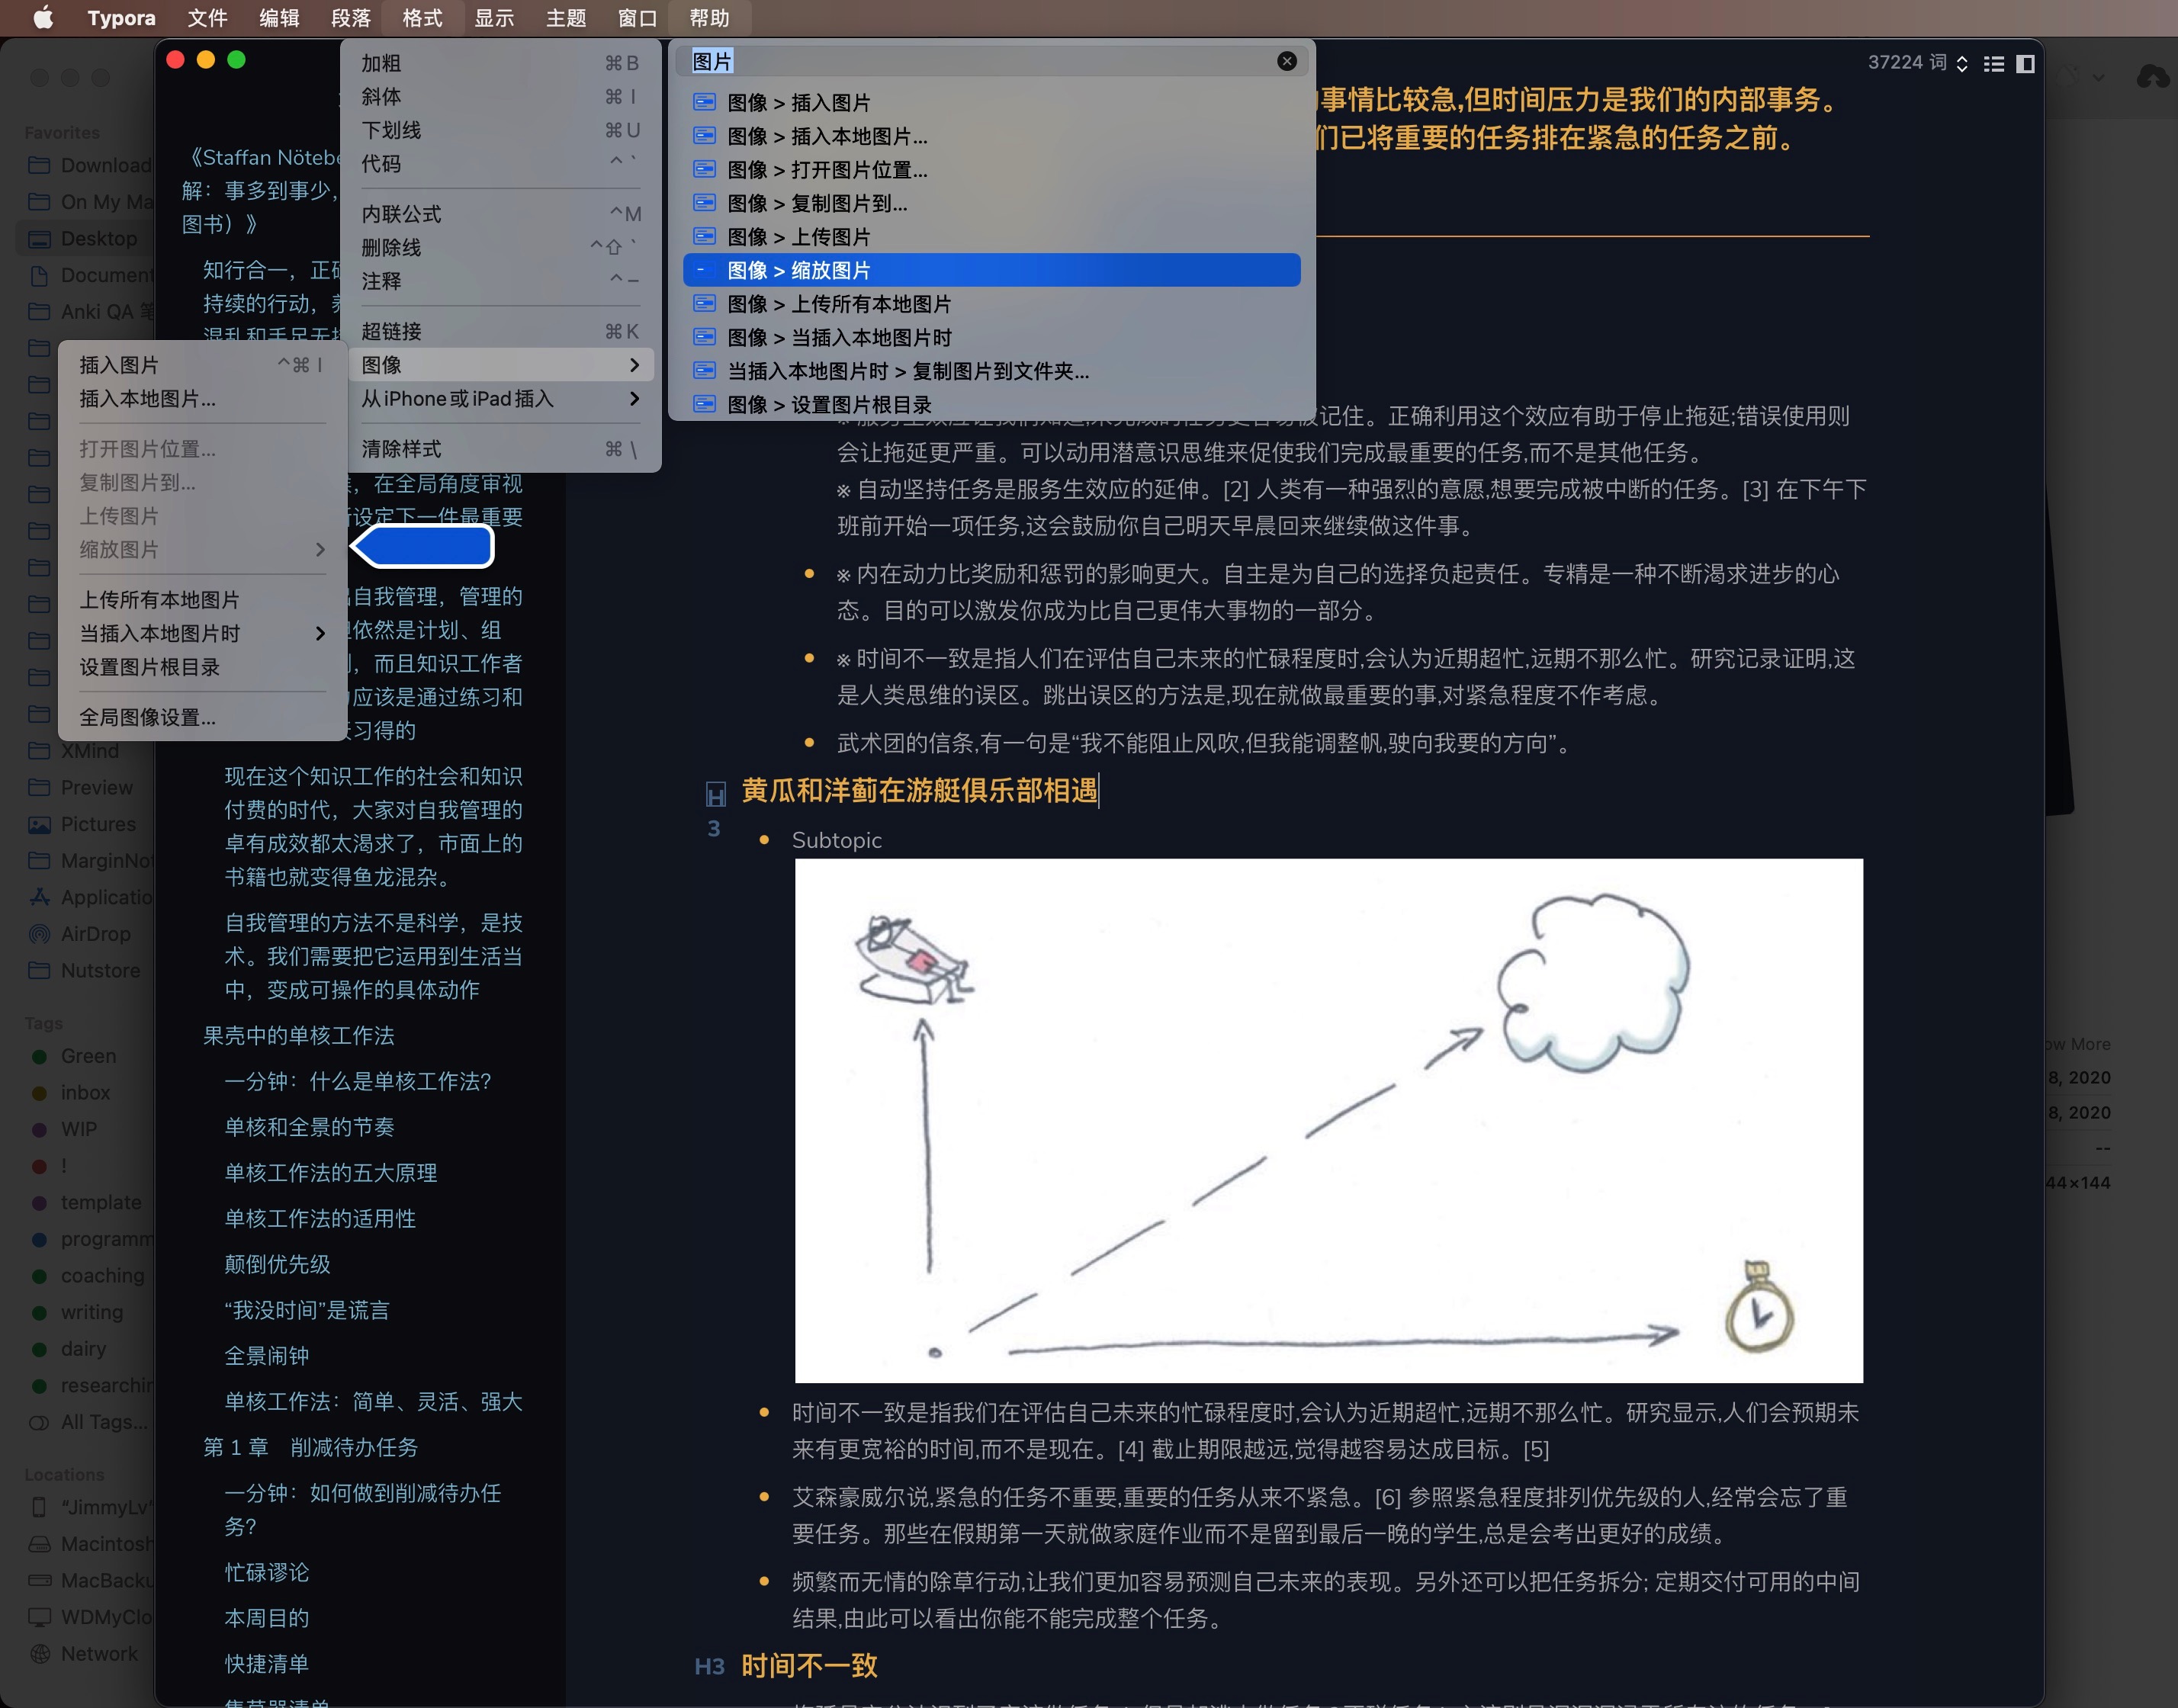 Typora 文件 编辑 段落 格式 显示 主题 窗口 帮助
Favorites
Download
On My Ma
Desktop
Document
Anki QA 笔
XMind
Preview
Pictures
MarginNot
Applicatio
AirDrop
Nutstore
Tags
Green
inbox
WIP
!
template
programm
coaching
writing
dairy
researchin
All Tags...
Locations
“JimmyLv’
Macintosh
MacBacku
WDMyClo
Network
《Staffan Nötebe
解：事多到事少，
图书）》
知行合一，正确
持续的行动，
混乱和手足无措
，在全局角度审视
设定下一件最重要
自我管理，管理的
依然是计划、组
，而且知识工作者
应该是通过练习和
习得的
现在这个知识工作的社会和知识
付费的时代，大家对自我管理的
卓有成效都太渴求了，市面上的
书籍也就变得鱼龙混杂。
自我管理的方法不是科学，是技
术。我们需要把它运用到生活当
中，变成可操作的具体动作
果壳中的单核工作法
一分钟：什么是单核工作法？
单核和全景的节奏
单核工作法的五大原理
单核工作法的适用性
颠倒优先级
“我没时间”是谎言
全景闹钟
单核工作法：简单、灵活、强大
第 1 章　削减待办任务
一分钟：如何做到削减待办任
务？
忙碌谬论
本周目的
快捷清单
集草器清单
加粗 ⌘B
斜体 ⌘I
下划线 ⌘U
代码 ^`
内联公式 ^M
删除线 ^⇧`
注释 ^–
超链接 ⌘K
图像
从 iPhone 或 iPad 插入
清除样式 ⌘\
插入图片 ^⌘I
插入本地图片...
打开图片位置...
复制图片到...
上传图片
缩放图片
上传所有本地图片
当插入本地图片时
设置图片根目录
全局图像设置...
图片
图像 > 插入图片
图像 > 插入本地图片...
图像 > 打开图片位置...
图像 > 复制图片到...
图像 > 上传图片
图像 > 缩放图片
图像 > 上传所有本地图片
图像 > 当插入本地图片时
当插入本地图片时 > 复制图片到文件夹...
图像 > 设置图片根目录
37224 词
事情比较急,但时间压力是我们的内部事务。
们已将重要的任务排在紧急的任务之前。
被记住。正确利用这个效应有助于停止拖延;错误使用则
会让拖延更严重。可以动用潜意识思维来促使我们完成最重要的任务,而不是其他任务。
※ 自动坚持任务是服务生效应的延伸。[2] 人类有一种强烈的意愿,想要完成被中断的任务。[3] 在下午下
班前开始一项任务,这会鼓励你自己明天早晨回来继续做这件事。
※ 内在动力比奖励和惩罚的影响更大。自主是为自己的选择负起责任。专精是一种不断渴求进步的心
态。目的可以激发你成为比自己更伟大事物的一部分。
※ 时间不一致是指人们在评估自己未来的忙碌程度时,会认为近期超忙,远期不那么忙。研究记录证明,这
是人类思维的误区。跳出误区的方法是,现在就做最重要的事,对紧急程度不作考虑。
武术团的信条,有一句是“我不能阻止风吹,但我能调整帆,驶向我要的方向”。
H3 黄瓜和洋蓟在游艇俱乐部相遇
Subtopic
时间不一致是指我们在评估自己未来的忙碌程度时,会认为近期超忙,远期不那么忙。研究显示,人们会预期未
来有更宽裕的时间,而不是现在。[4] 截止期限越远,觉得越容易达成目标。[5]
艾森豪威尔说,紧急的任务不重要,重要的任务从来不紧急。[6] 参照紧急程度排列优先级的人,经常会忘了重
要任务。那些在假期第一天就做家庭作业而不是留到最后一晚的学生,总是会考出更好的成绩。
频繁而无情的除草行动,让我们更加容易预测自己未来的表现。另外还可以把任务拆分; 定期交付可用的中间
结果,由此可以看出你能不能完成整个任务。
H3 时间不一致
ow More
8, 2020
8, 2020
--
44×144